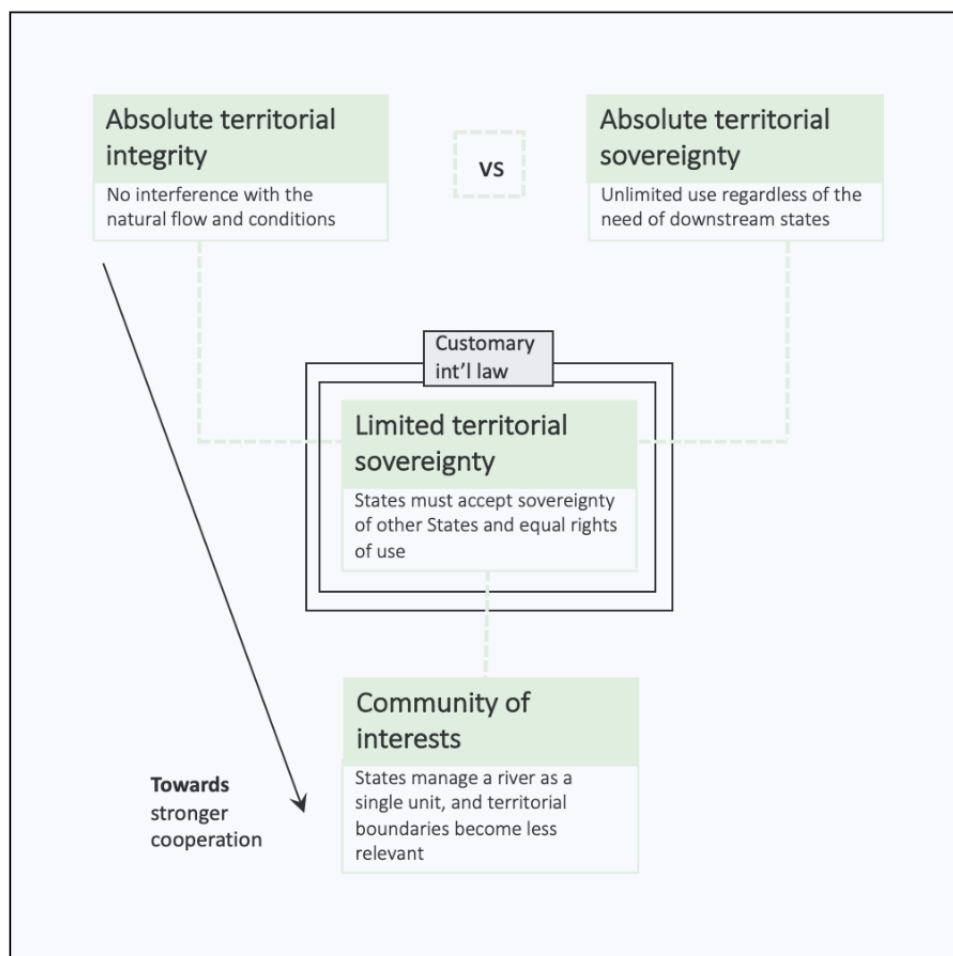 Absolute territorial
integrity
No interference with the
natural flow and conditions
vs
Absolute territorial
sovereignty
Unlimited use regardless of the
need of downstream states
Customary
int’l law
Limited territorial
sovereignty
States must accept sovereignty
of other States and equal rights
of use
Community of
interests
States manage a river as a
single unit, and territorial
boundaries become less
relevant
Towards
stronger
cooperation